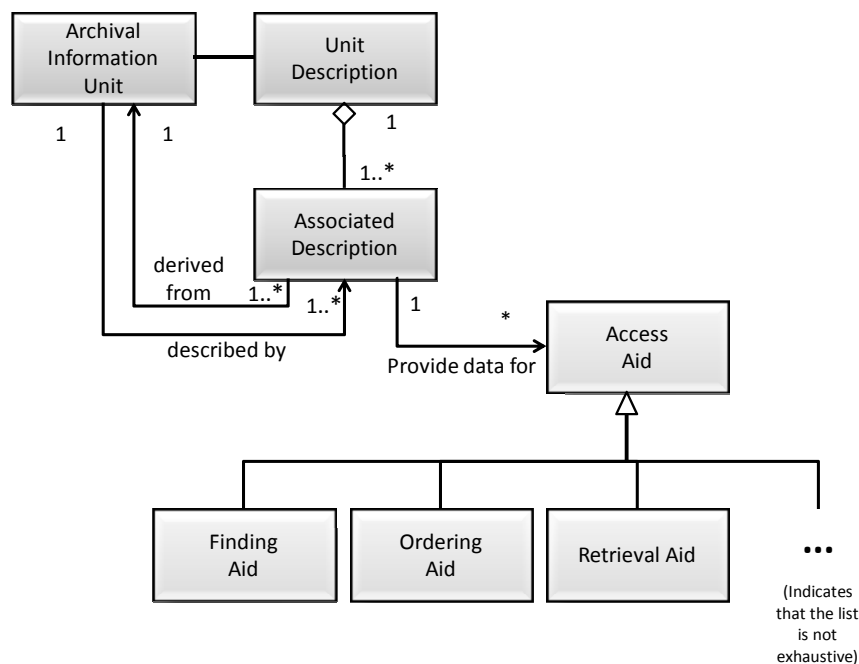 Archival
Information
Unit
Unit
Description
1
1
1
1..*
Associated
Description
derived
from
1..*
1..*
1
*
described by
Provide data for
Access
Aid
Finding
Aid
Ordering
Aid
Retrieval Aid
...
(Indicates
that the list
is not
exhaustive)